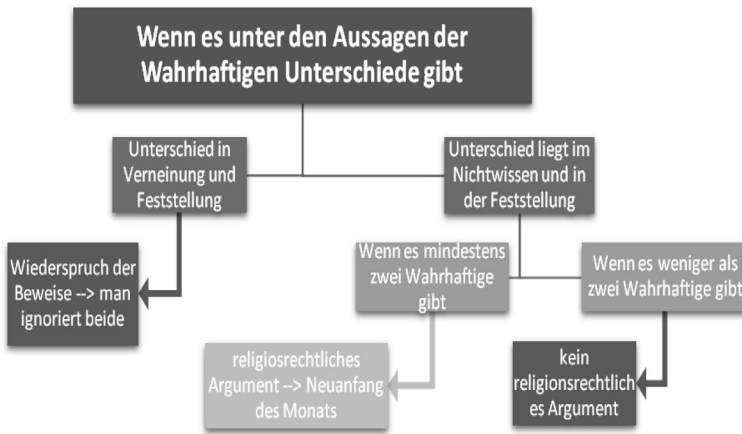 Wenn es unter den Aussagen der
Wahrhaftigen Unterschiede gibt
Unterschied in
Verneinung und
Feststellung
Unterschied liegt im
Nichtwissen und in
der Feststellung
Wiederspruch der
Beweise --> man
ignoriert beide
Wenn es mindestens
zwei Wahrhaftige
gibt
Wenn es weniger als
zwei Wahrhaftige gibt
religiosrechtliches
Argument --> Neuanfang
des Monats
kein
religionsrechtlich
es Argument